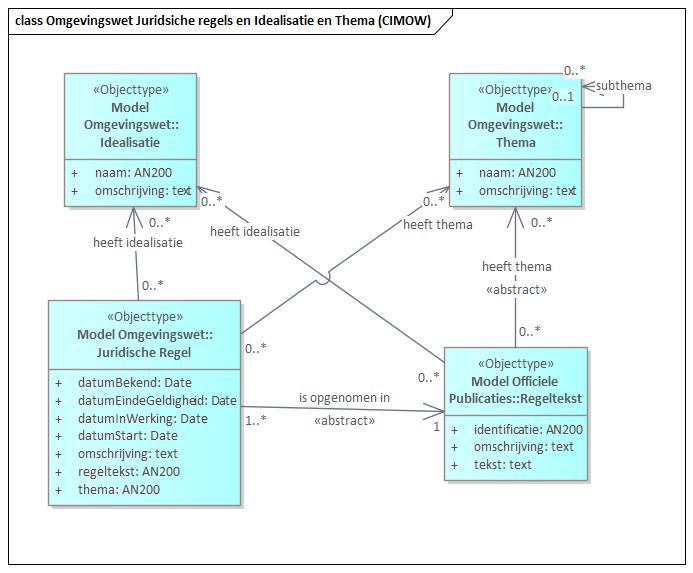 class Omgevingswet Juridsiche regels en Idealisatie en Thema (CIMOW)
«Objecttype»
Model
Omgevingswet::
Idealisatie
+ naam: AN200
+ omschrijving: text
«Objecttype»
Model
Omgevingswet::
Thema
+ naam: AN200
+ omschrijving: text
0..*
subthema
0..1
0..*
0..*
0..*
0..*
heeft idealisatie
heeft idealisatie
heeft thema
heeft thema
«abstract»
0..*
0..*
0..*
0..*
«Objecttype»
Model Omgevingswet::
Juridische Regel
+ datumBekend: Date
+ datumEindeGeldigheid: Date
+ datumInWerking: Date
+ datumStart: Date
+ omschrijving: text
+ regeltekst: AN200
+ thema: AN200
is opgenomen in
«abstract»
1..*
1
«Objecttype»
Model Officiele
Publicaties::Regeltekst
+ identificatie: AN200
+ omschrijving: text
+ tekst: text